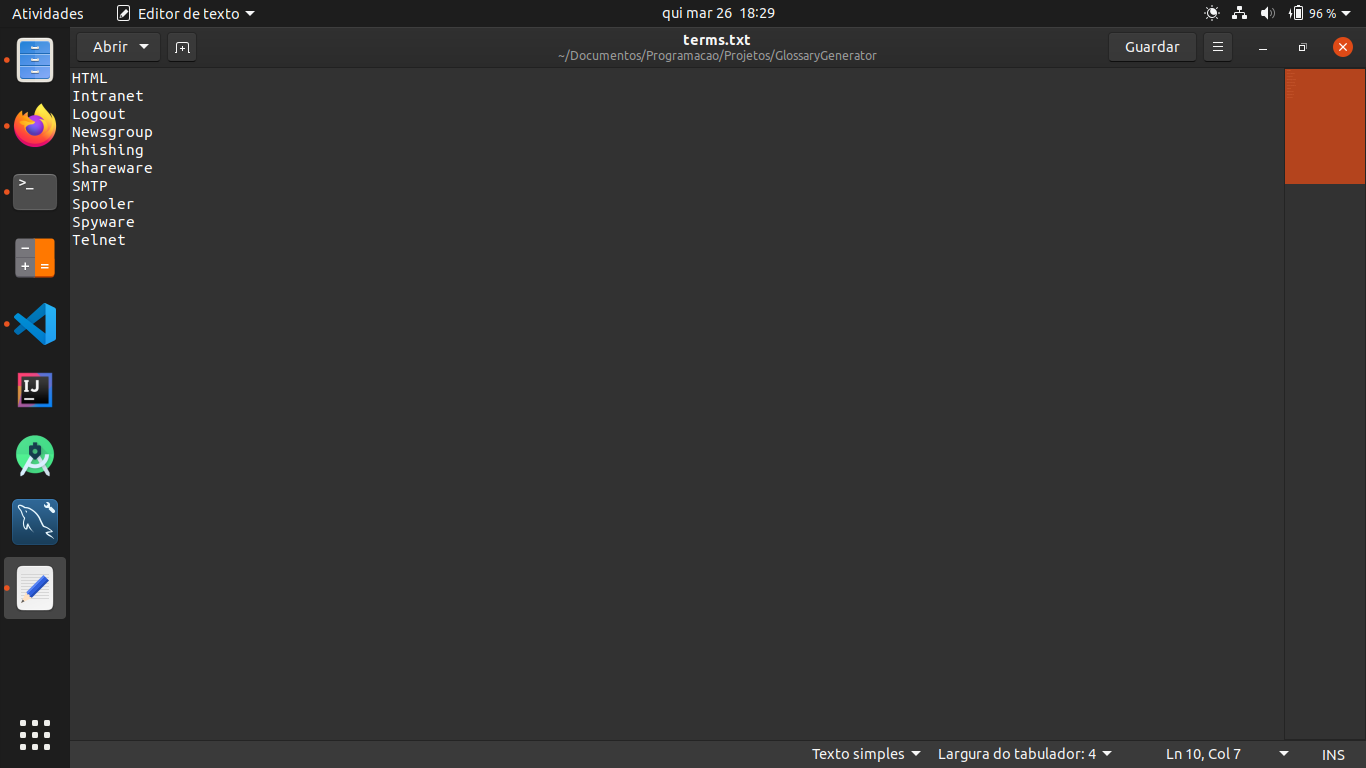 Atividades
Editor de texto
qui mar 26 18:29
96 %
Abrir
terms.txt
~/Documentos/Programacao/Projetos/GlossaryGenerator
Guardar
HTML
Intranet
Logout
Newsgroup
Phishing
Shareware
SMTP
Spooler
Spyware
Telnet
>_
IJ
Texto simples
Largura do tabulador: 4
Ln 10, Col 7
INS